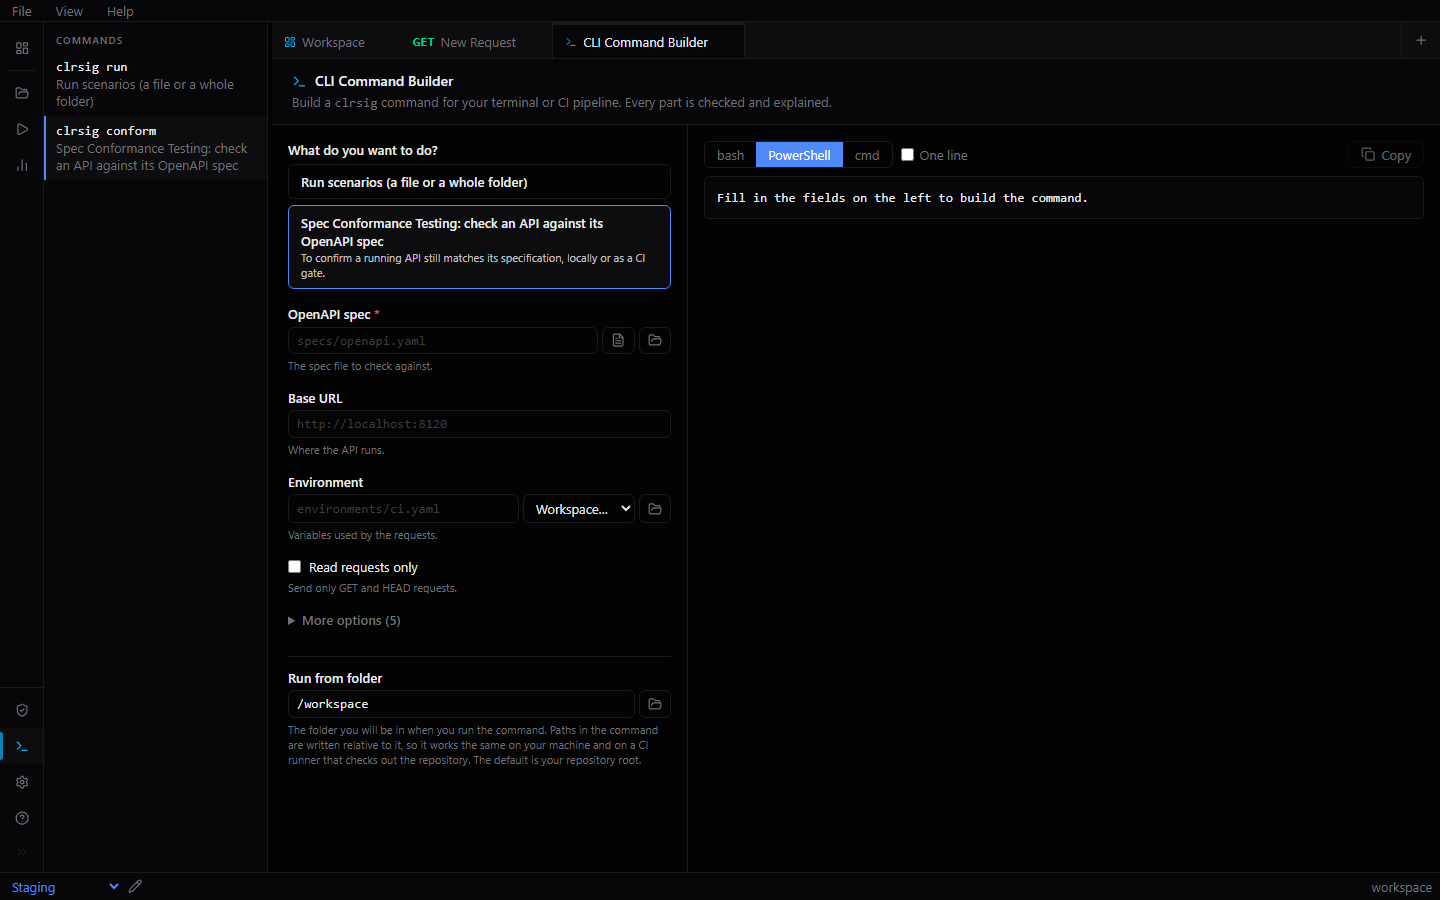 File View Help
COMMANDS
clrsig run
Run scenarios (a file or a whole
folder)
clrsig conform
Spec Conformance Testing: check
an API against its OpenAPI spec
Workspace
GET New Request
CLI Command Builder
CLI Command Builder
Build a clrsig command for your terminal or CI pipeline. Every part is checked and explained.
What do you want to do?
Run scenarios (a file or a whole folder)
Spec Conformance Testing: check an API against its
OpenAPI spec
To confirm a running API still matches its specification, locally or as a CI
gate.
OpenAPI spec *
specs/openapi.yaml
The spec file to check against.
Base URL
http://localhost:8120
Where the API runs.
Environment
environments/ci.yaml Workspace...
Variables used by the requests.
Read requests only
Send only GET and HEAD requests.
More options (5)
Run from folder
/workspace
The folder you will be in when you run the command. Paths in the command
are written relative to it, so it works the same on your machine and on a CI
runner that checks out the repository. The default is your repository root.
bash PowerShell cmd One line Copy
Fill in the fields on the left to build the command.
Staging
workspace